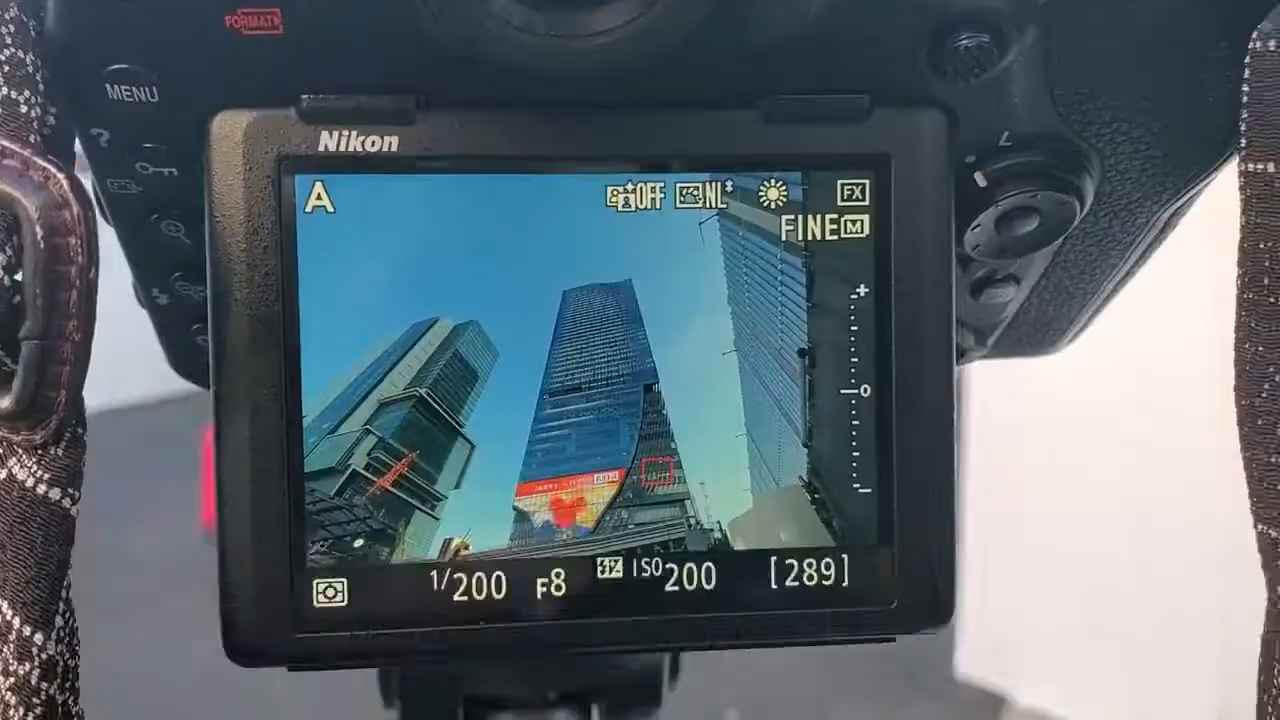 FORMAT
MENU
?
L
Nikon
A
OFF
NL*
FX
FINE M
+
0
-
1/200 F8 ISO 200 [289]